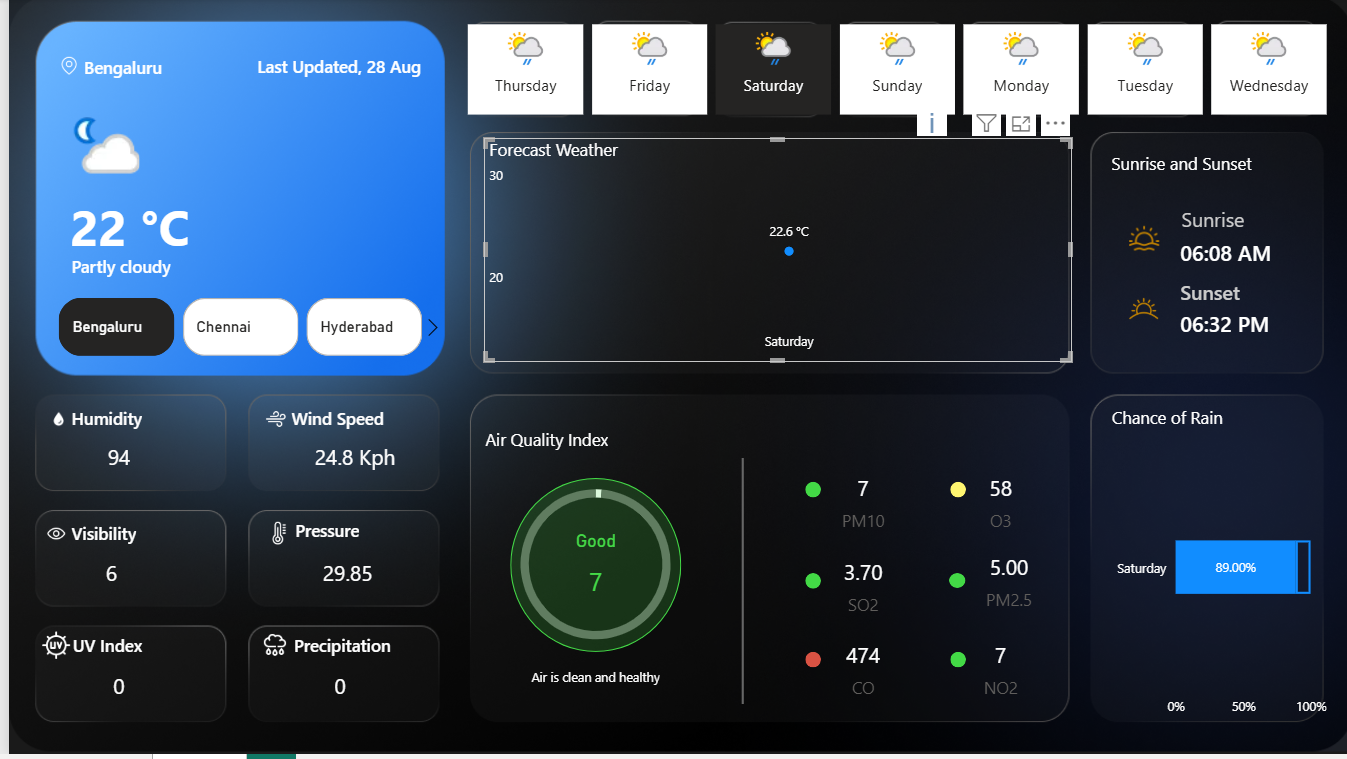 Bengaluru
Last Updated, 28 Aug
22 °C
Partly cloudy
Bengaluru
Chennai
Hyderabad
Thursday
Friday
Saturday
Sunday
Monday
Tuesday
Wednesday
Forecast Weather
30
22.6 °C
20
Saturday
Sunrise and Sunset
Sunrise
06:08 AM
Sunset
06:32 PM
Humidity
94
Wind Speed
24.8 Kph
Visibility
6
Pressure
29.85
UV
UV Index
0
Precipitation
0
Air Quality Index
Good
7
Air is clean and healthy
7
PM10
58
O3
3.70
SO2
5.00
PM2.5
474
CO
7
NO2
Chance of Rain
Saturday
89.00%
0%
50%
100%